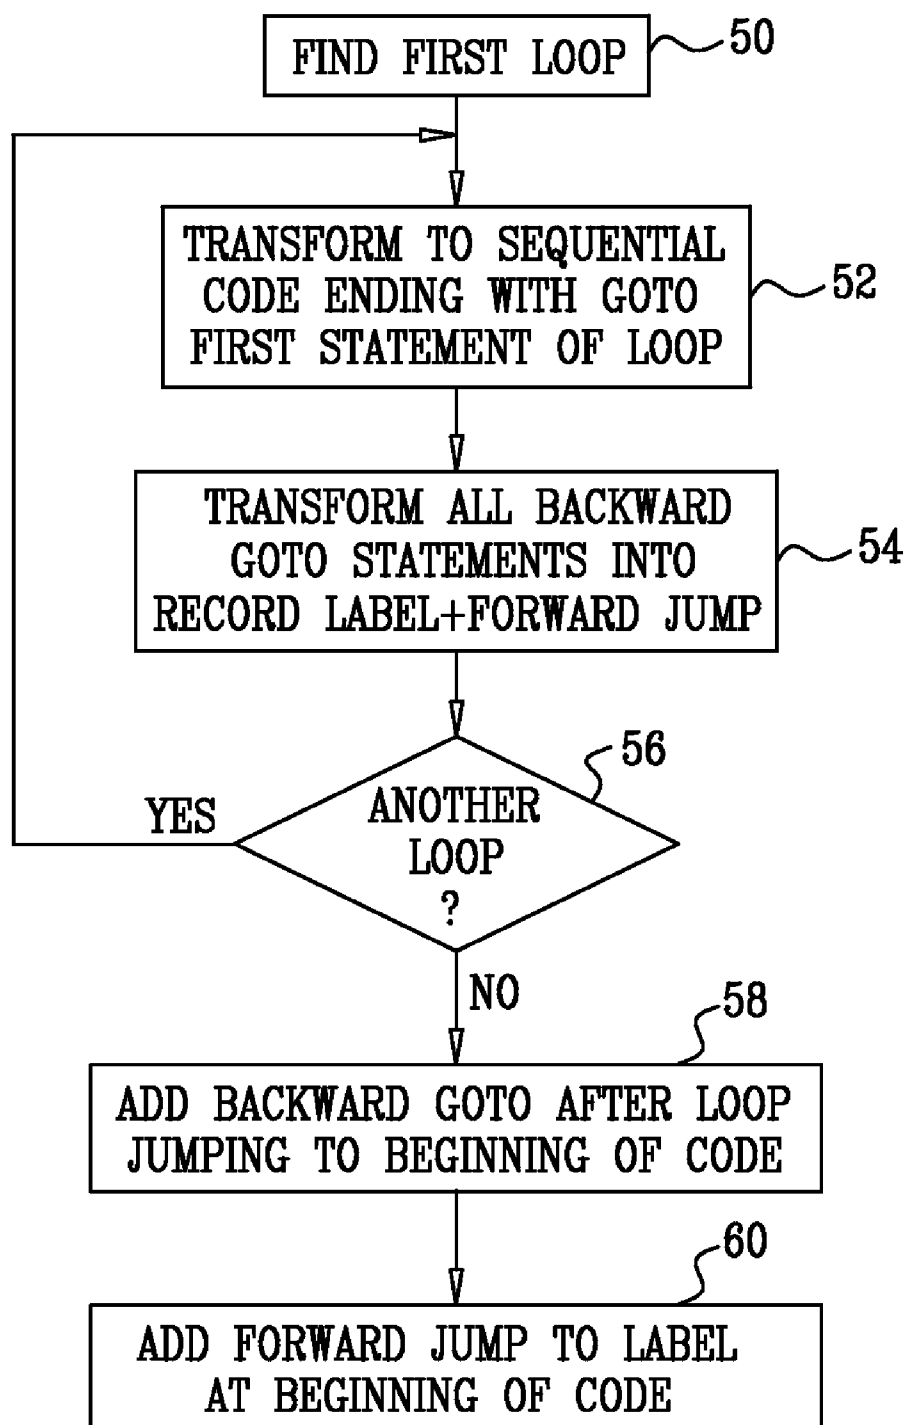 FIND FIRST LOOP
50
TRANSFORM TO SEQUENTIAL
CODE ENDING WITH GOTO
FIRST STATEMENT OF LOOP
52
TRANSFORM ALL BACKWARD
GOTO STATEMENTS INTO
RECORD LABEL+FORWARD JUMP
54
56
ANOTHER
LOOP
?
YES
NO
58
ADD BACKWARD GOTO AFTER LOOP
JUMPING TO BEGINNING OF CODE
60
ADD FORWARD JUMP TO LABEL
AT BEGINNING OF CODE